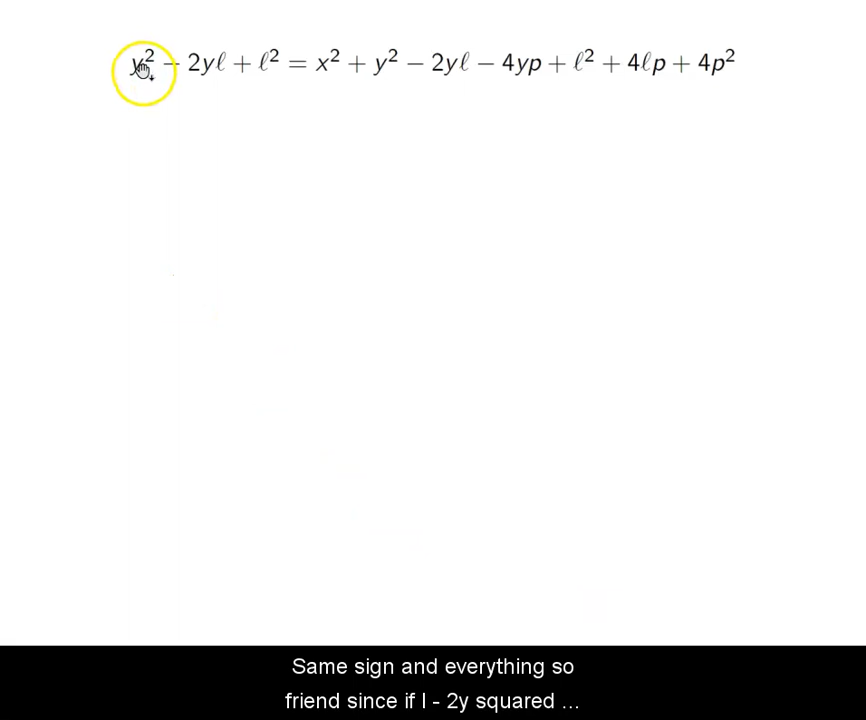 y² − 2yℓ + ℓ² = x² + y² − 2yℓ − 4yp + ℓ² + 4ℓp + 4p²
Same sign and everything so
friend since if I - 2y squared ...